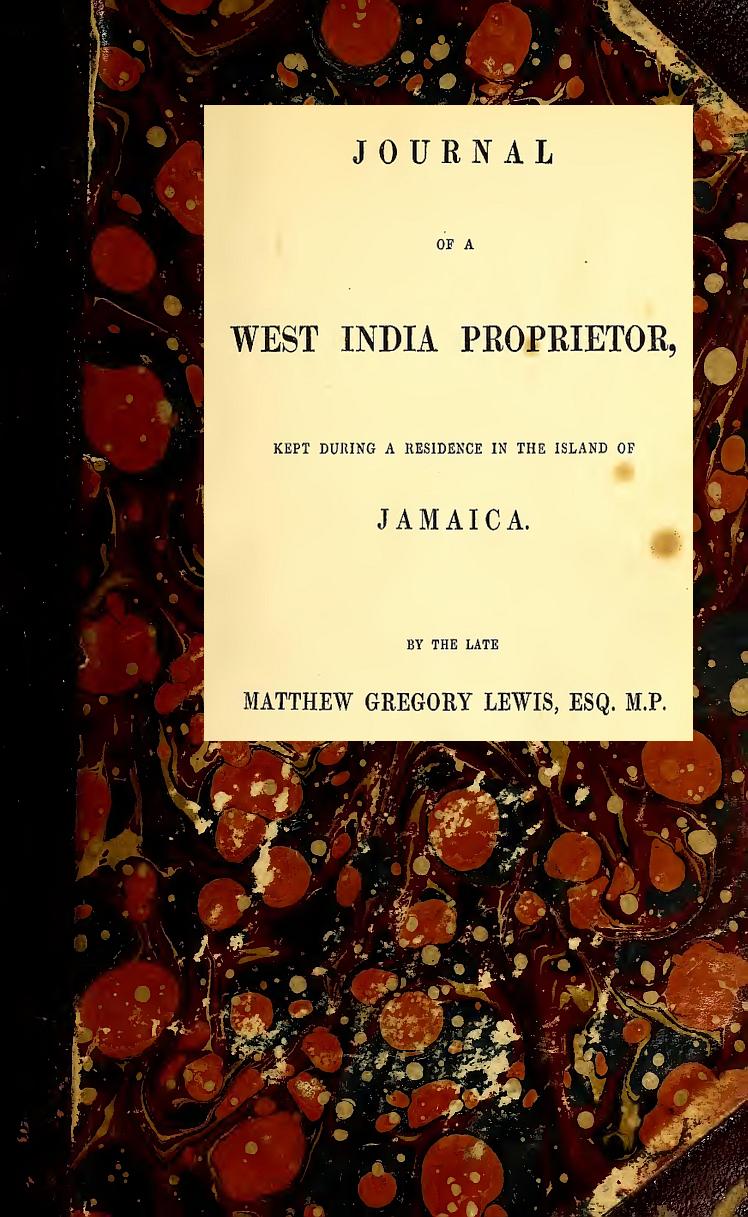 JOURNAL
OF A
WEST INDIA PROPRIETOR,
KEPT DURING A RESIDENCE IN THE ISLAND OF
JAMAICA.
BY THE LATE
MATTHEW GREGORY LEWIS, ESQ. M.P.